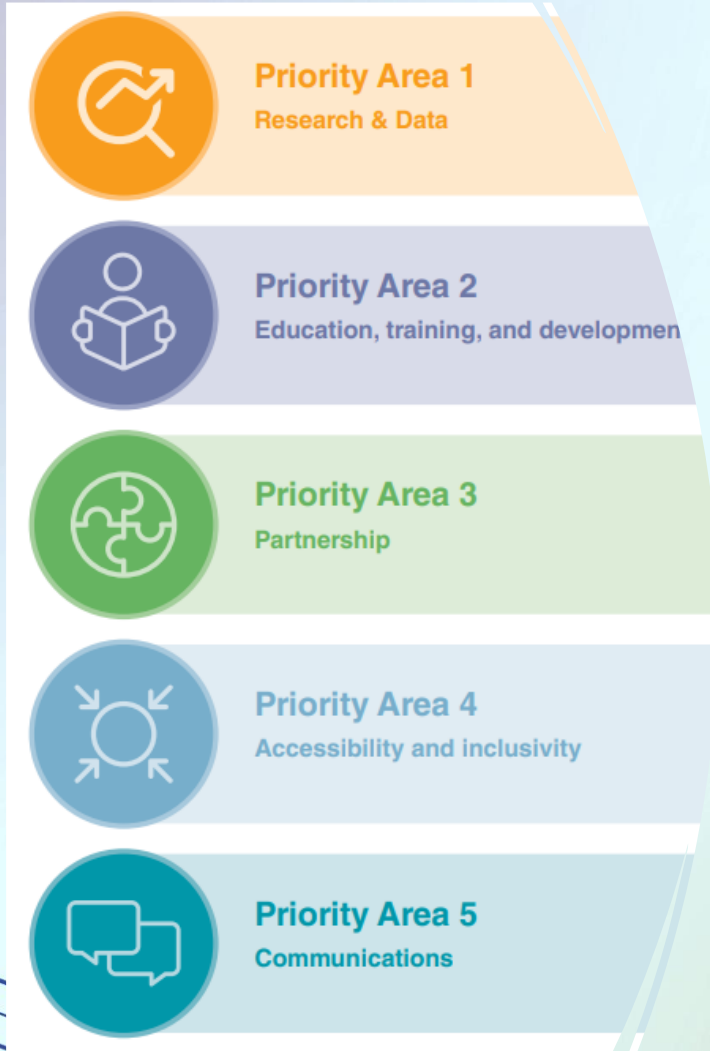 Priority Area 1
Research & Data
Priority Area 2
Education, training, and developmen
Priority Area 3
Partnership
Priority Area 4
Accessibility and inclusivity
Priority Area 5
Communications